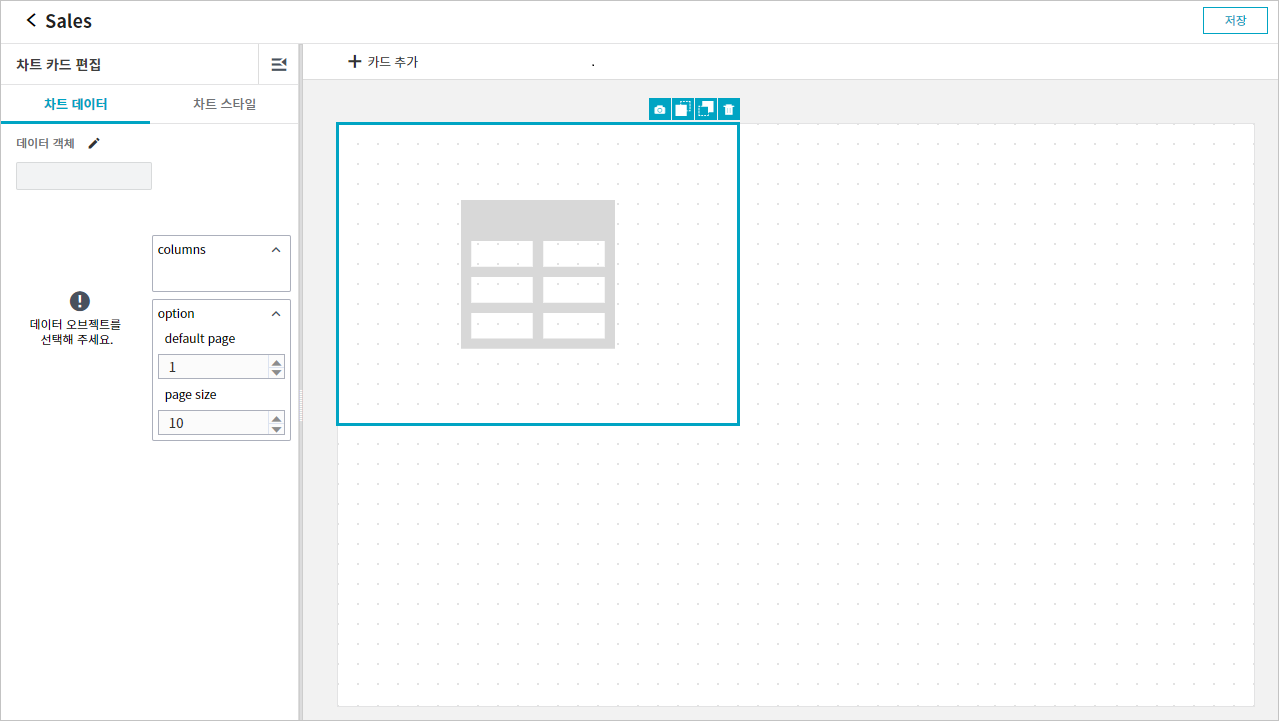 Sales
저장
차트 카드 편집
카드 추가
.
차트 데이터
차트 스타일
데이터 객체
columns
데이터 오브젝트를
선택해 주세요.
option
default page
1
page size
10